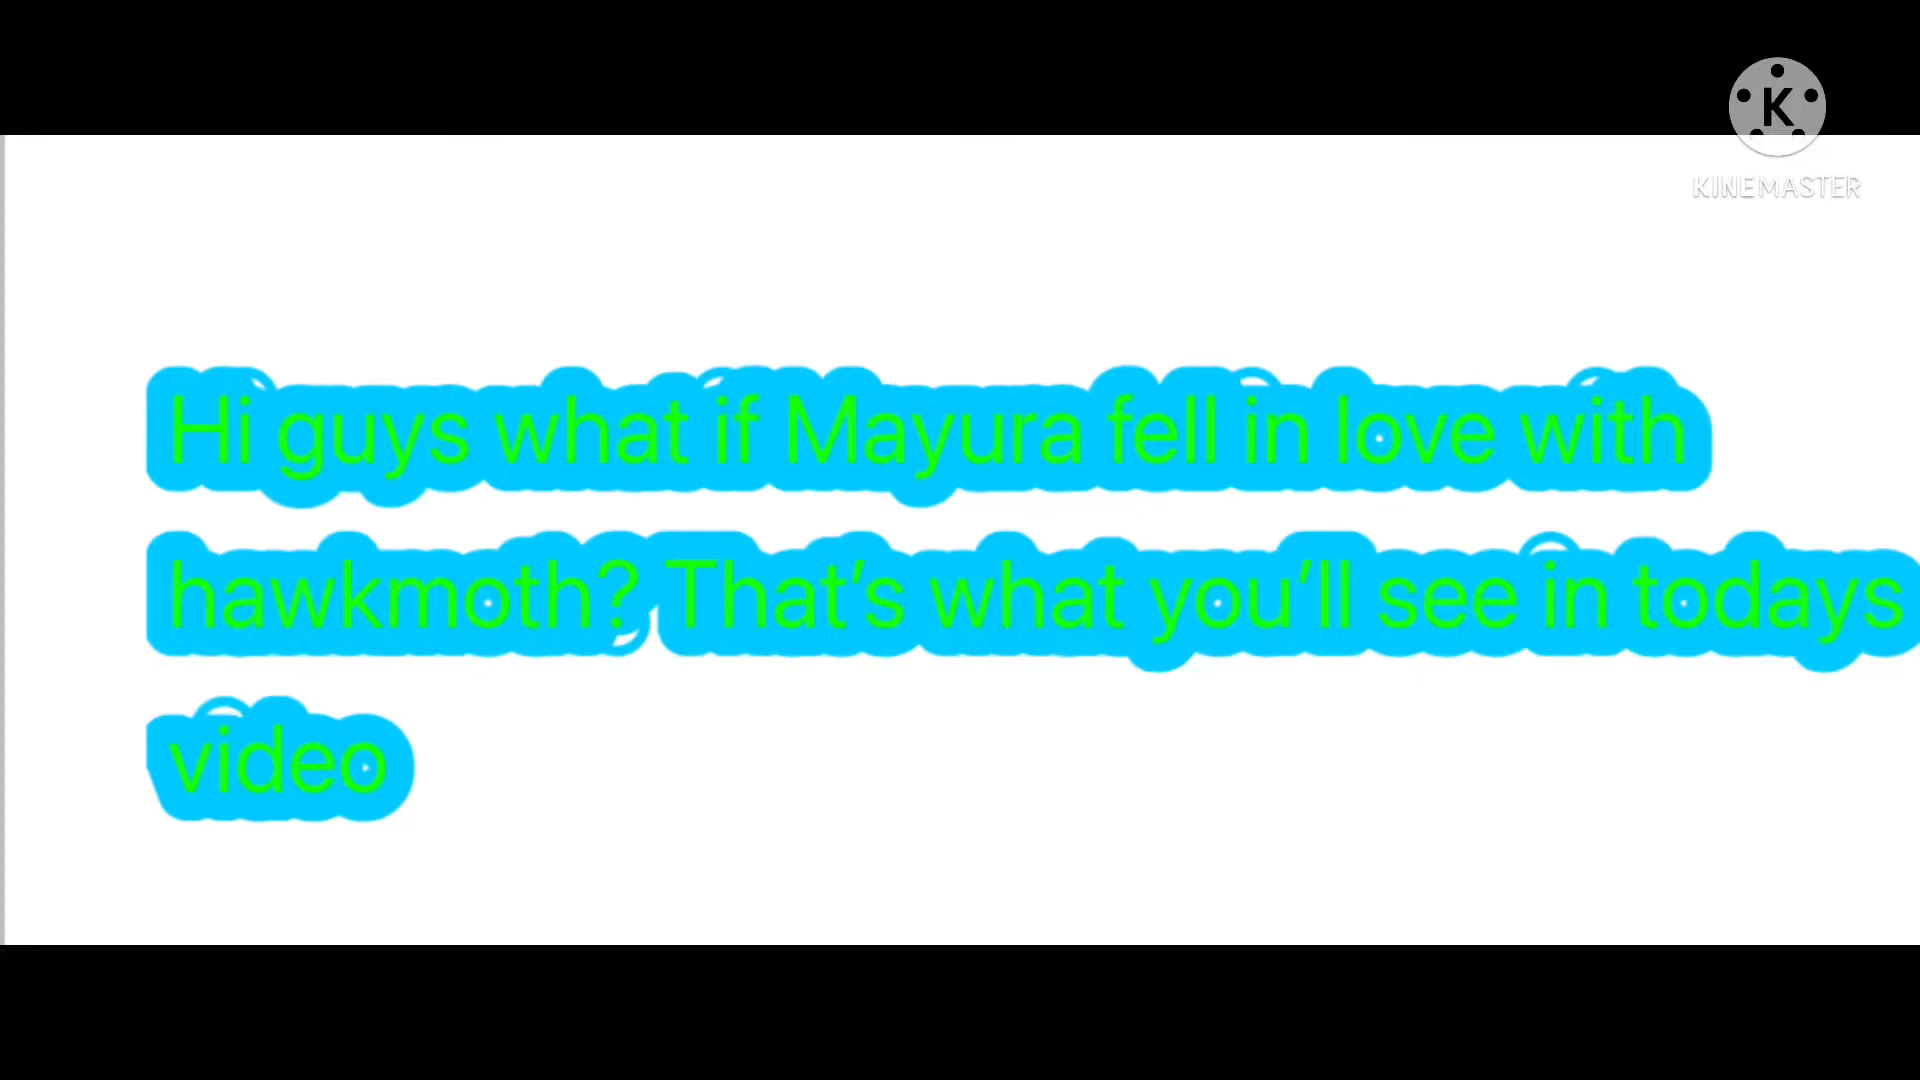 K
KINEMASTER
Hi guys what if Mayura fell in love with
hawkmoth? That’s what you’ll see in todays
video